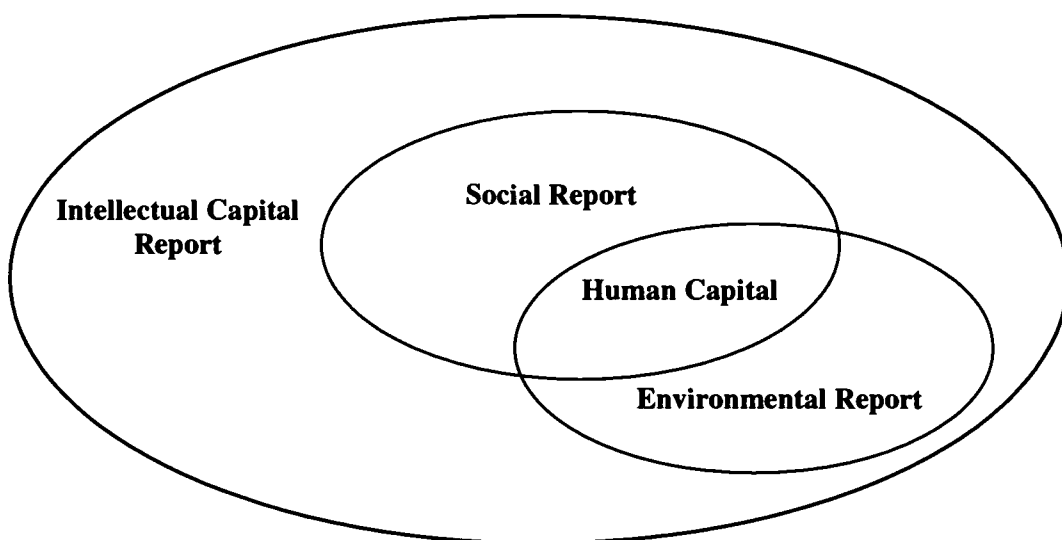 Social Report
Intellectual Capital
Report
Human Capital
Environmental Report